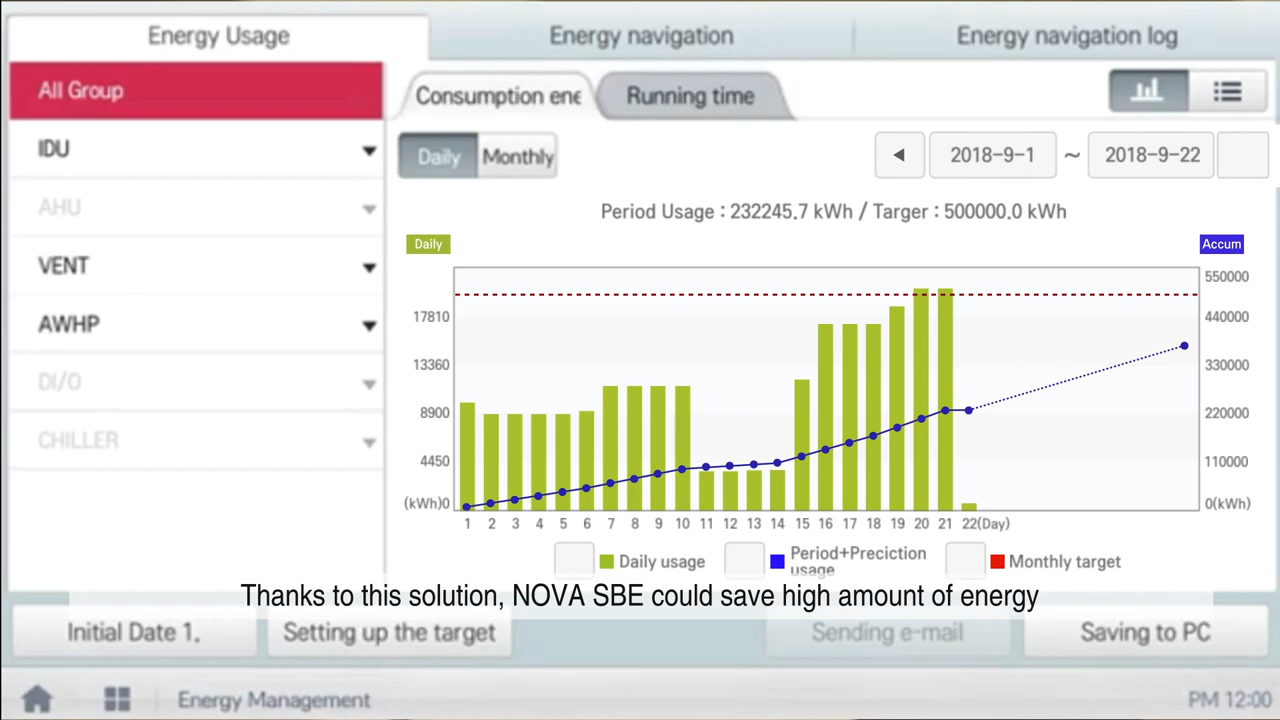 Energy Usage Energy navigation Energy navigation log
All Group
Consumption ene Running time
IDU
Daily Monthly
2018-9-1 ~ 2018-9-22
AHU
Period Usage : 232245.7 kWh / Targer : 500000.0 kWh
Daily Accum
VENT
550000
17810 440000
AWHP
13360 330000
DI/O
8900 220000
CHILLER
4450 110000
(kWh)0 0(kWh)
1 2 3 4 5 6 7 8 9 10 11 12 13 14 15 16 17 18 19 20 21 22(Day)
Daily usage
Period+Preciction
usage
Monthly target
Thanks to this solution, NOVA SBE could save high amount of energy
Initial Date 1. Setting up the target Sending e-mail Saving to PC
Energy Management PM 12:00